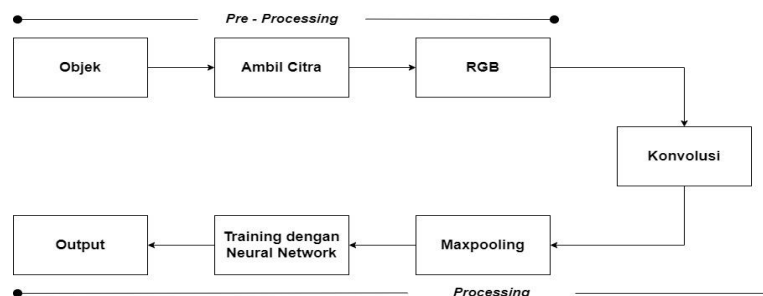 Pre - Processing
Objek
Ambil Citra
RGB
Konvolusi
Maxpooling
Training dengan
Neural Network
Output
Processing